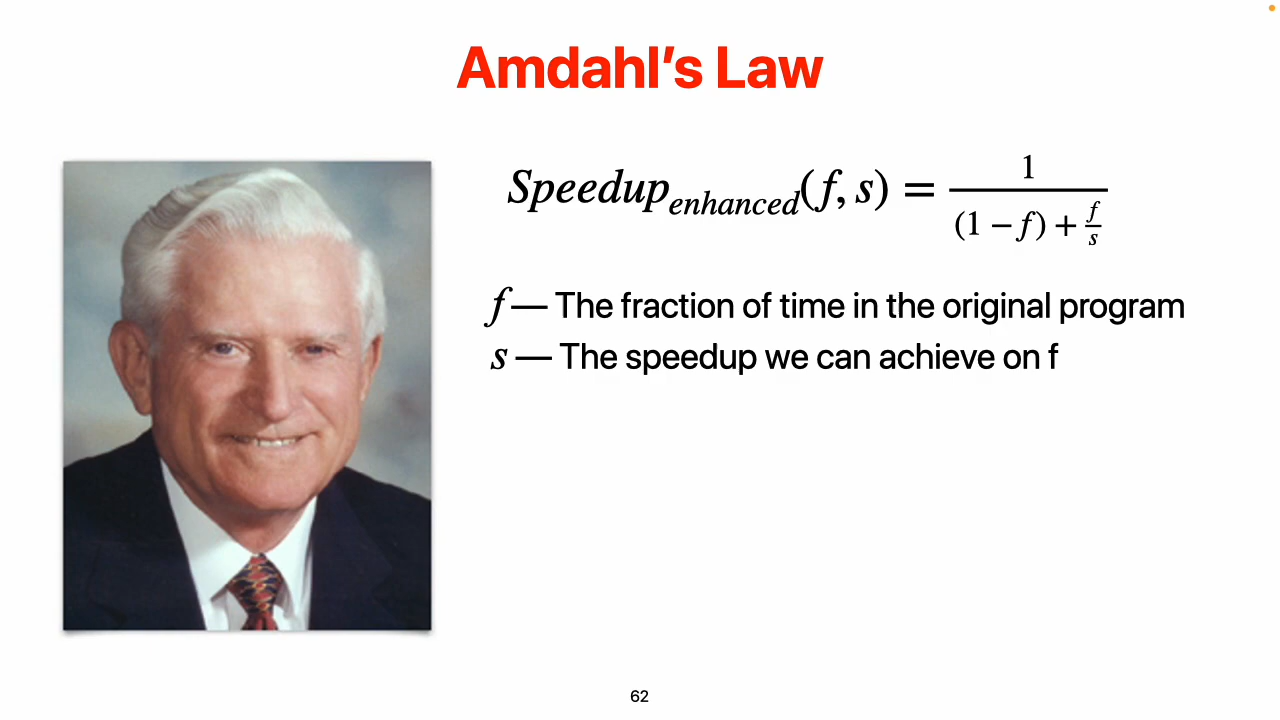 Amdahl's Law
Speedup_enhanced(f, s) = 1 / ((1 − f) + f/s)
f — The fraction of time in the original program
s — The speedup we can achieve on f
62